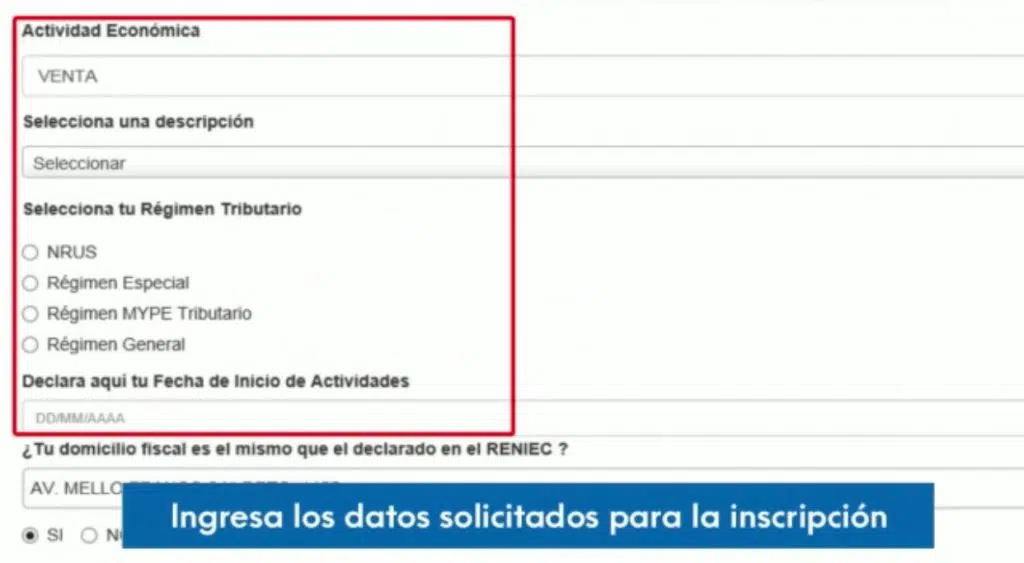 Actividad Económica
VENTA
Selecciona una descripción
Seleccionar
Selecciona tu Régimen Tributario
NRUS
Régimen Especial
Régimen MYPE Tributario
Régimen General
Declara aquí tu Fecha de Inicio de Actividades
DD/MM/AAAA
¿Tu domicilio fiscal es el mismo que el declarado en el RENIEC ?
AV. MELLO
Ingresa los datos solicitados para la inscripción
SI